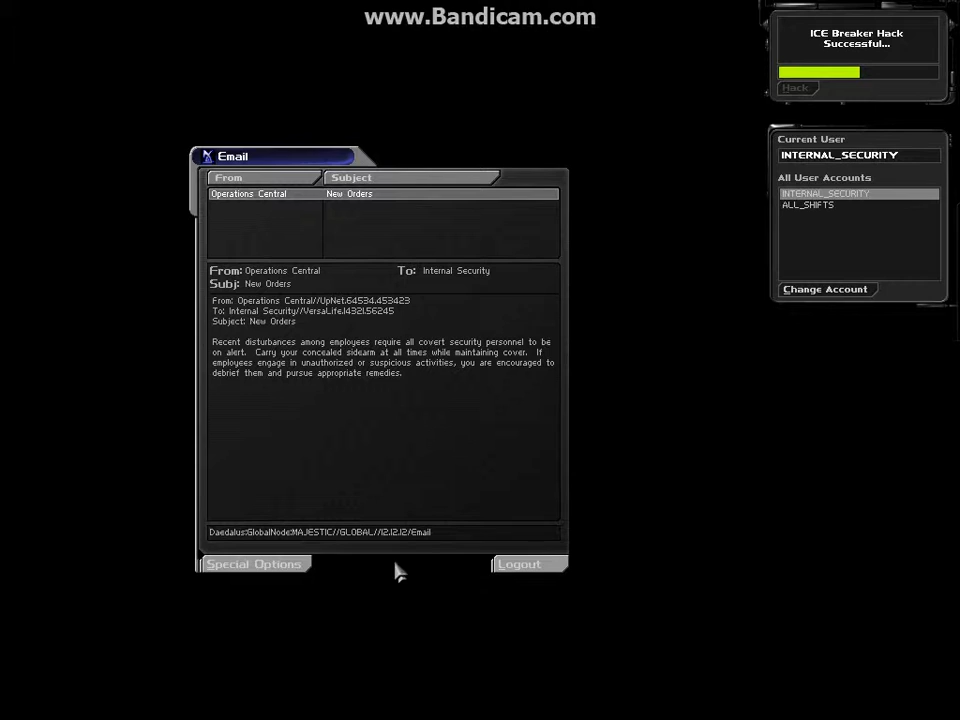 www.Bandicam.com
ICE Breaker Hack
Successful...
Hack
Email
From Subject
Operations Central New Orders
From: Operations Central To: Internal Security
Subj: New Orders
From: Operations Central//UpNet.64534.453423
To: Internal Security//VersaLife.14321.56245
Subject: New Orders
Recent disturbances among employees require all covert security personnel to be
on alert. Carry your concealed sidearm at all times while maintaining cover. If
employees engage in unauthorized or suspicious activities, you are encouraged to
debrief them and pursue appropriate remedies.
Daedalus:GlobalNode:MAJESTIC//GLOBAL//12.12.12/Email
Special Options Logout
Current User
INTERNAL_SECURITY
All User Accounts
INTERNAL_SECURITY
ALL_SHIFTS
Change Account